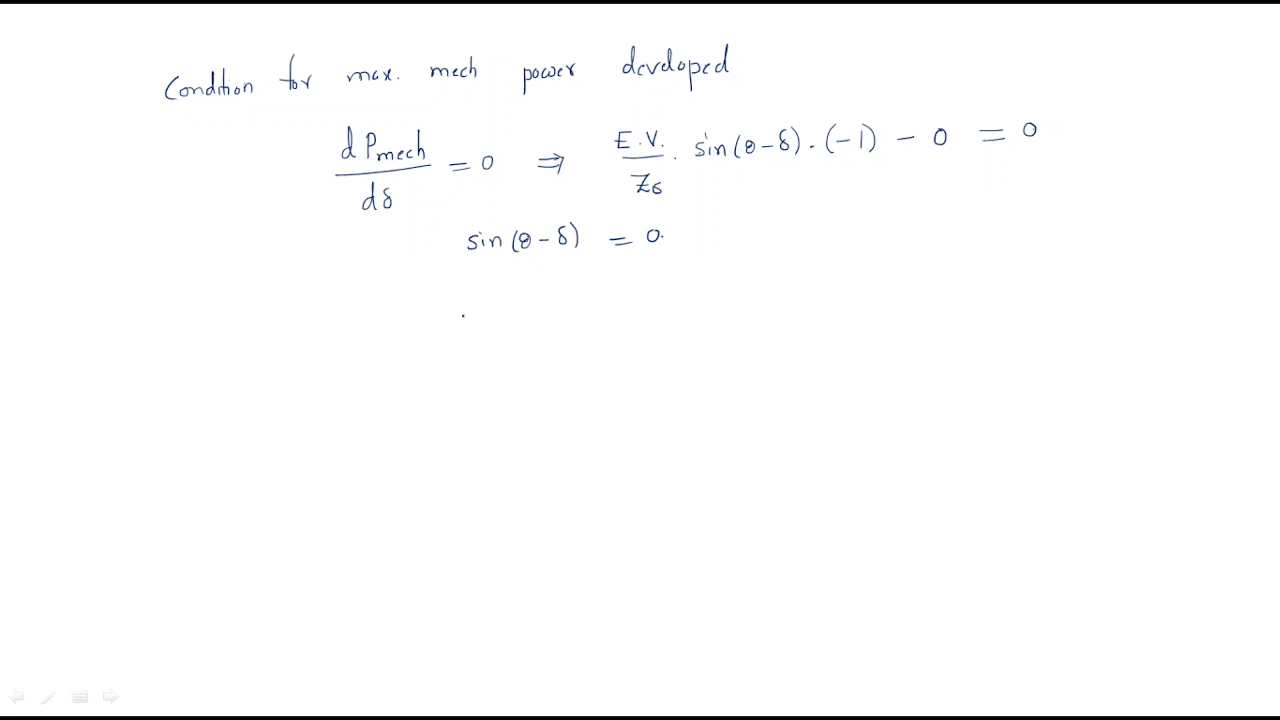 Condition for max. mech power developed
dPmech/dδ = 0 ⇒ E.V./Zs . sin(θ-δ).(-1) - 0 = 0
sin(θ-δ) = 0.